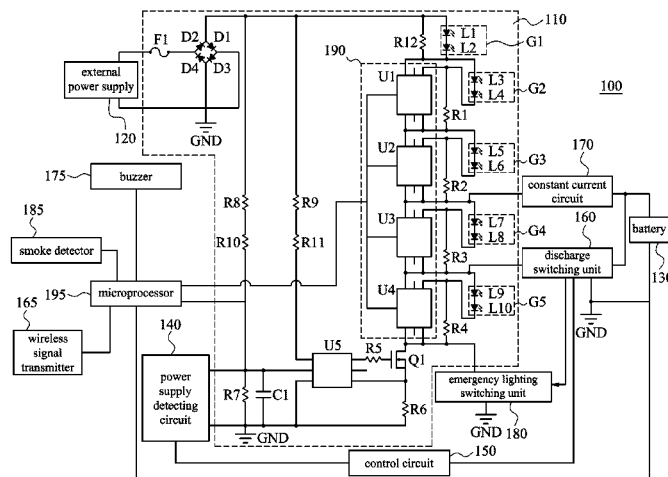 110
120
F1
D2
D1
D4
D3
external
power supply
120
GND
R12
L1
L2
G1
190
U1
L3
L4
G2
100
R1
U2
L5
L6
G3
170
175
buzzer
R8
R9
R2
constant current
circuit
185
smoke detector
R10
R11
U3
L7
L8
G4
160
battery
R3
discharge
switching unit
130
195
microprocessor
U4
L9
L10
G5
165
wireless
signal
transmitter
140
U5
R5
Q1
R4
GND
power
supply
detecting
circuit
R7
C1
R6
emergency lighting
switching unit
GND
GND
180
150
control circuit